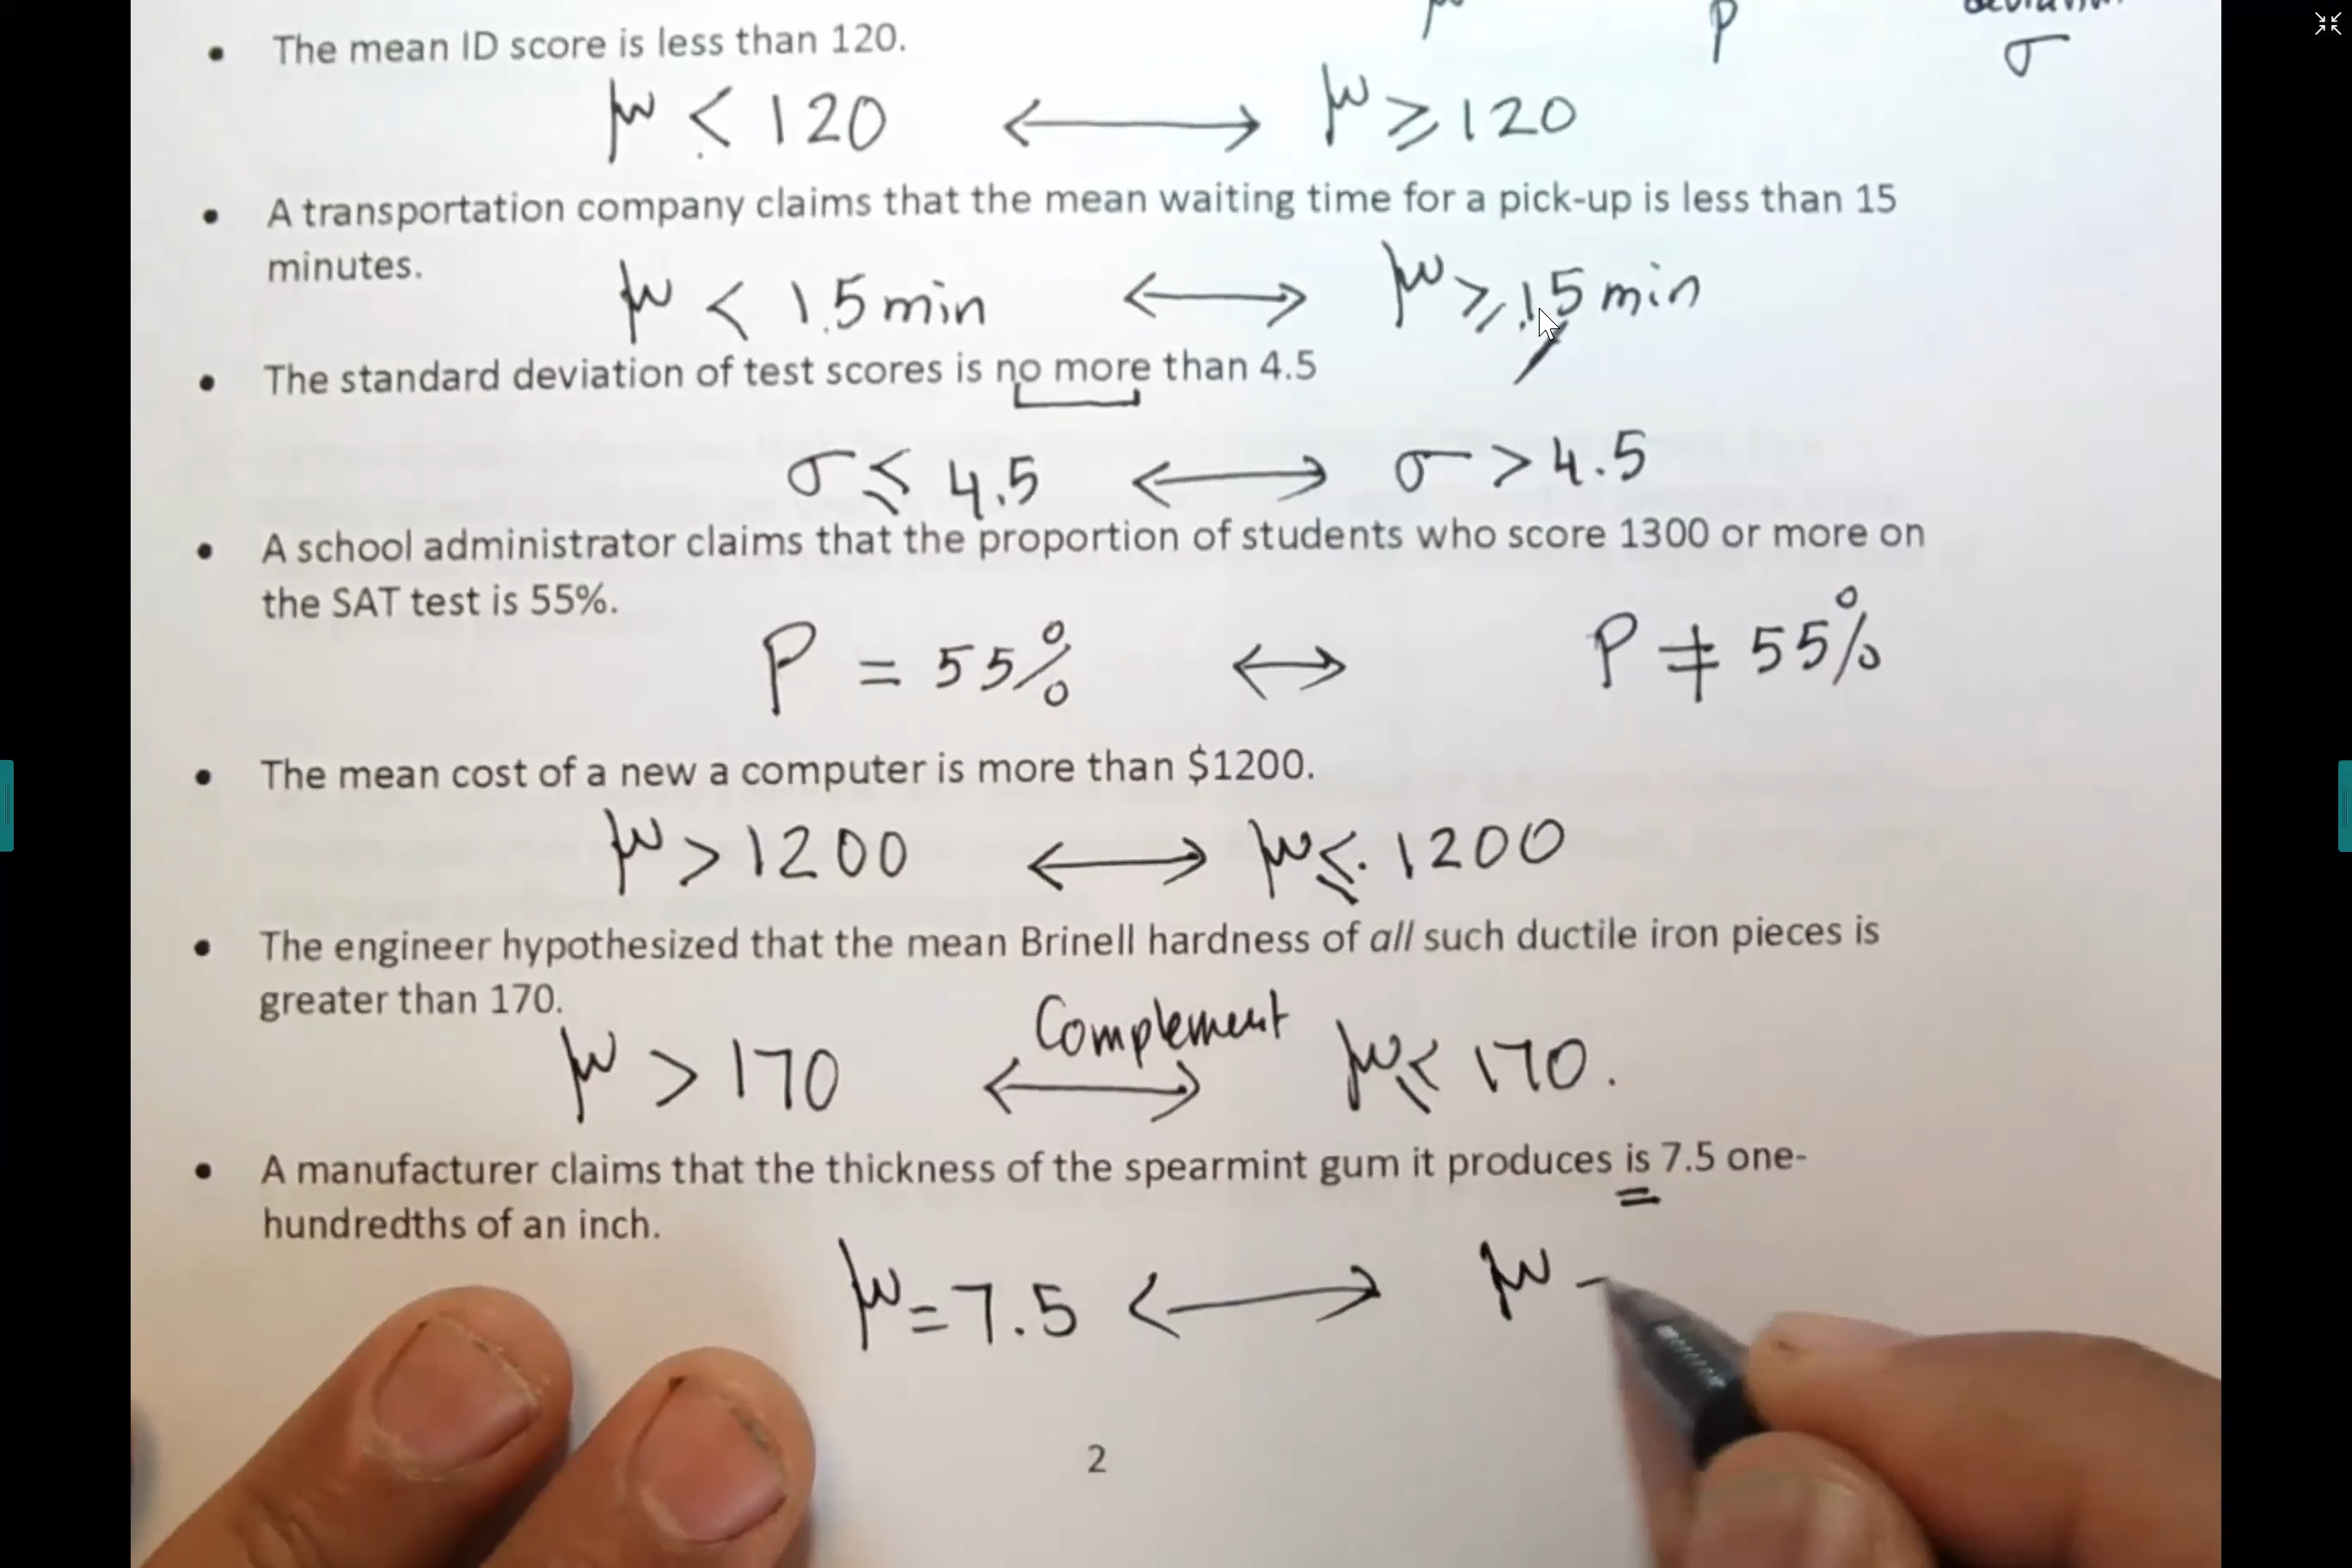 μ P deviation
σ
• The mean ID score is less than 120.
μ < 120 ⟷ μ ≥ 120
• A transportation company claims that the mean waiting time for a pick-up is less than 15
minutes.
μ < 15 min ⟷ μ ≥ 15 min
• The standard deviation of test scores is no more than 4.5
σ ≤ 4.5 ⟷ σ > 4.5
• A school administrator claims that the proportion of students who score 1300 or more on
the SAT test is 55%.
P = 55% ⟷ P ≠ 55%
• The mean cost of a new a computer is more than $1200.
μ > 1200 ⟷ μ ≤ 1200
• The engineer hypothesized that the mean Brinell hardness of all such ductile iron pieces is
greater than 170.
Complement
μ > 170 ⟷ μ ≤ 170.
• A manufacturer claims that the thickness of the spearmint gum it produces is 7.5 one-
hundredths of an inch.
μ = 7.5 ⟷ μ -
2